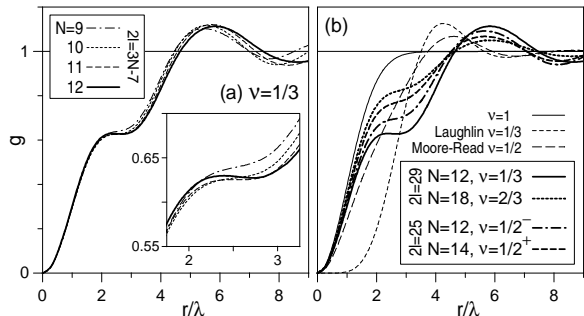 N=9
10
11
12
2l=3N-7
(a) ν=1/3
1
g
0
0.65
0.55
2
3
0
2
4
6
8
r/λ
(b)
1
ν=1
Laughlin ν=1/3
Moore-Read ν=1/2
2l=29
N=12, ν=1/3
N=18, ν=2/3
2l=25
N=12, ν=1/2⁻
N=14, ν=1/2⁺
0
0
2
4
6
8
r/λ